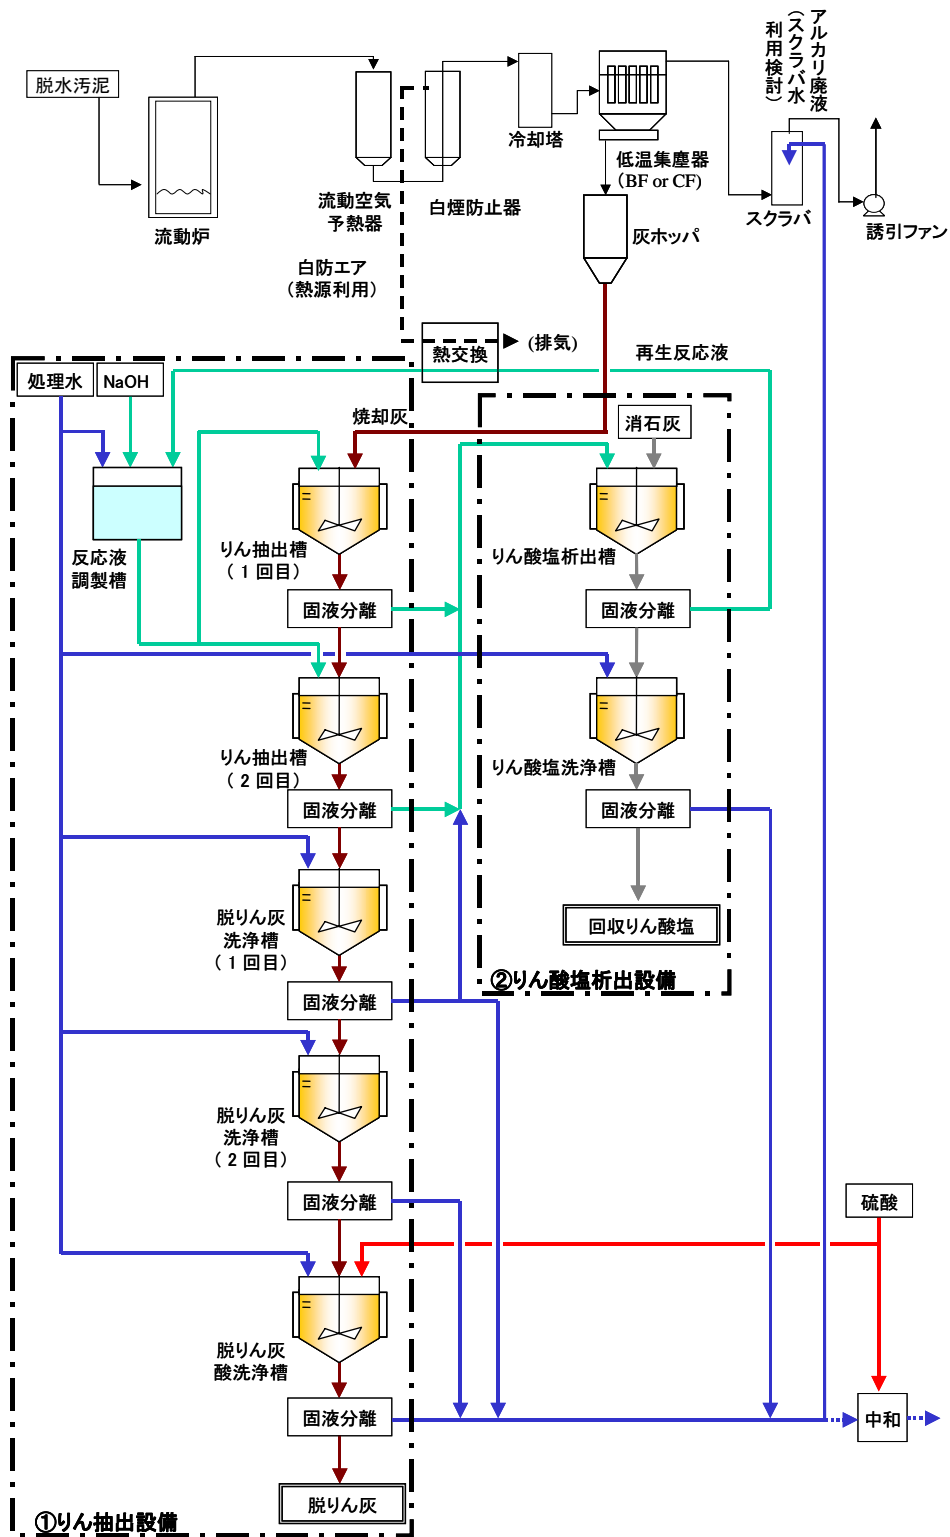 アルカリ廃液
（スクラバ水
利用検討）
脱水汚泥
冷却塔
低温集塵器
（BF or CF）
流動空気
予熱器
白煙防止器
スクラバ
誘引ファン
流動炉
灰ホッパ
白防エア
（熱源利用）
熱交換
（排気）
再生反応液
処理水
NaOH
焼却灰
消石灰
反応液
調製槽
りん抽出槽
（1回目）
りん酸塩析出槽
固液分離
固液分離
りん抽出槽
（2回目）
りん酸塩洗浄槽
固液分離
固液分離
脱りん灰
洗浄槽
（1回目）
回収りん酸塩
②りん酸塩析出設備
固液分離
脱りん灰
洗浄槽
（2回目）
固液分離
硫酸
脱りん灰
酸洗浄槽
固液分離
中和
脱りん灰
①りん抽出設備